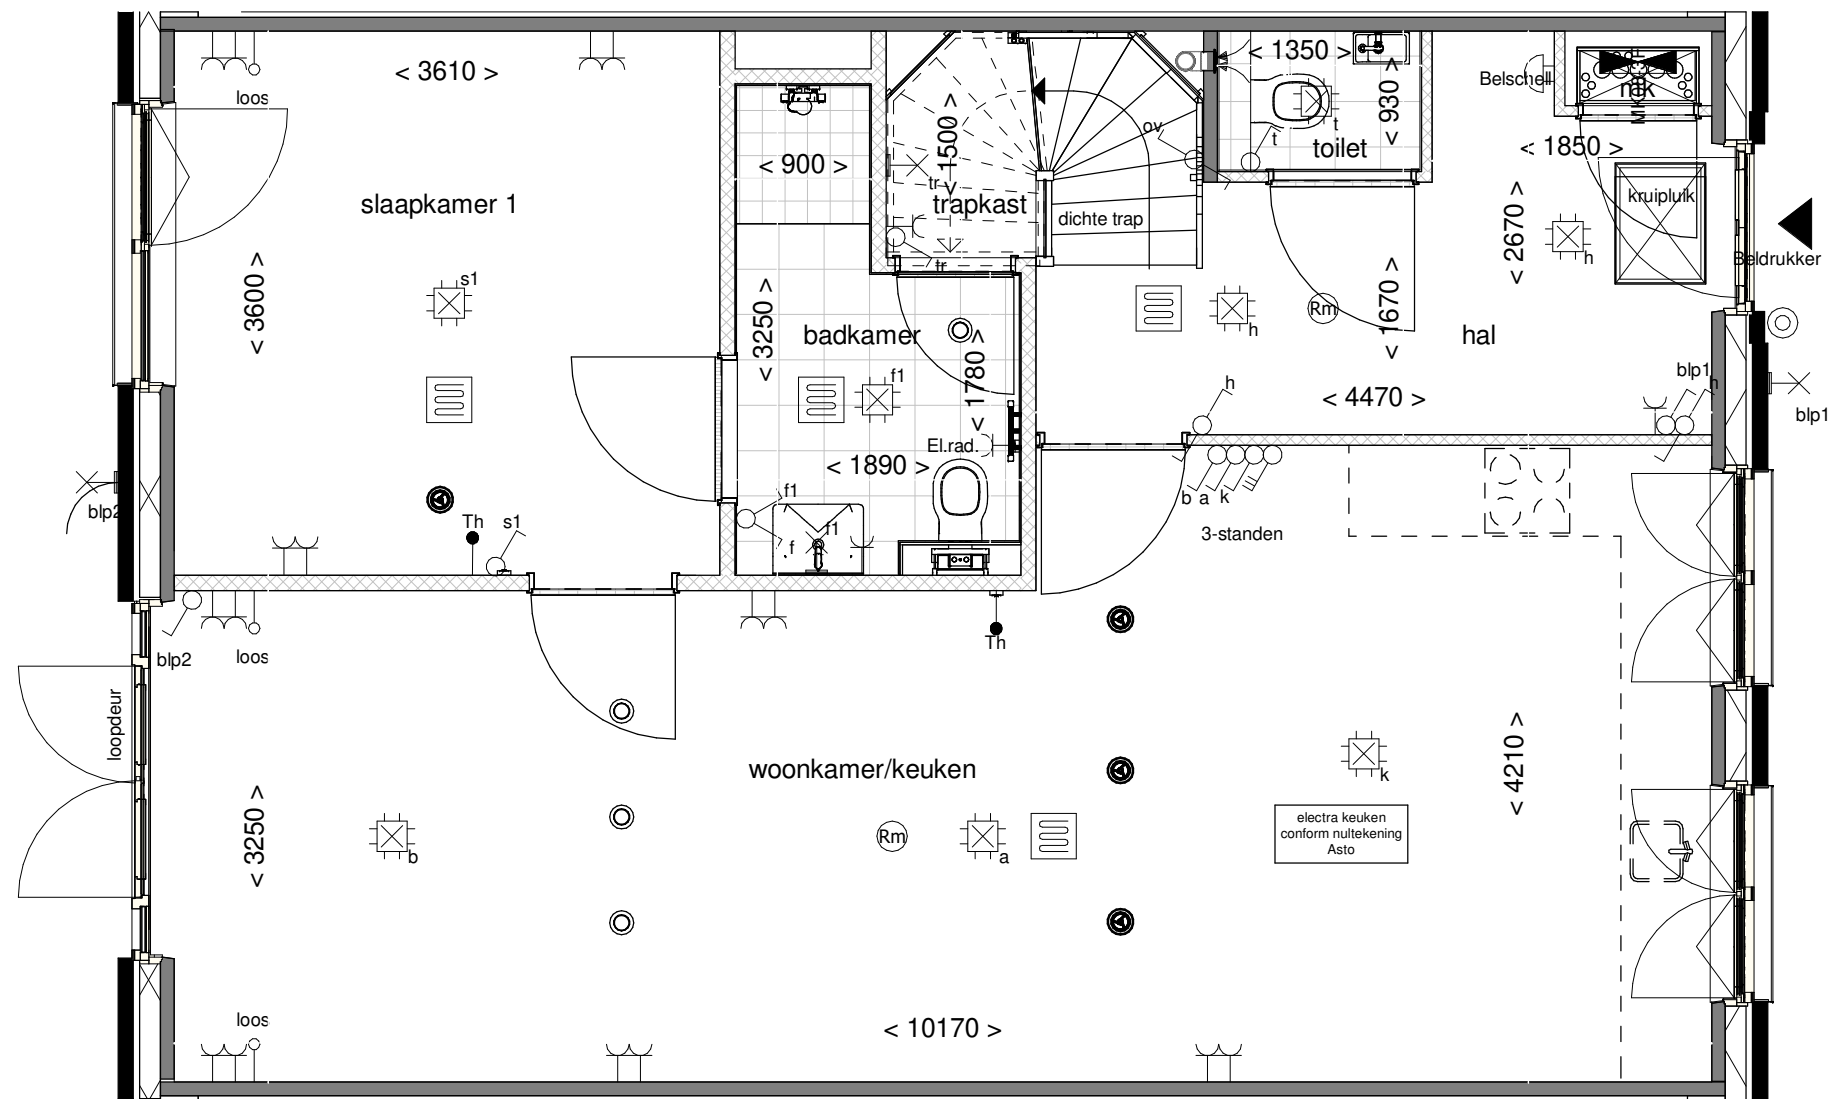 < 3610 >
< 1350 >
Belschell
mk
MK
< 930 >
loos
< 1500 >
ov
t
t
toilet
< 1850 >
< 900 >
tr
slaapkamer 1
trapkast
dichte trap
kruipluik
< 2670 >
h
Beldrukker
tr
s1
< 3600 >
< 3250 >
badkamer
< 1780 >
h
Rm
< 1670 >
hal
f1
h
< 4470 >
blp1
h
blp1
El.rad.
< 1890 >
f1
f
f1
b a k
3-standen
blp2
Th
s1
blp2
loos
Th
loopdeur
woonkamer/keuken
k
< 4210 >
< 3250 >
b
Rm
a
electra keuken
conform nultekening
Asto
loos
< 10170 >